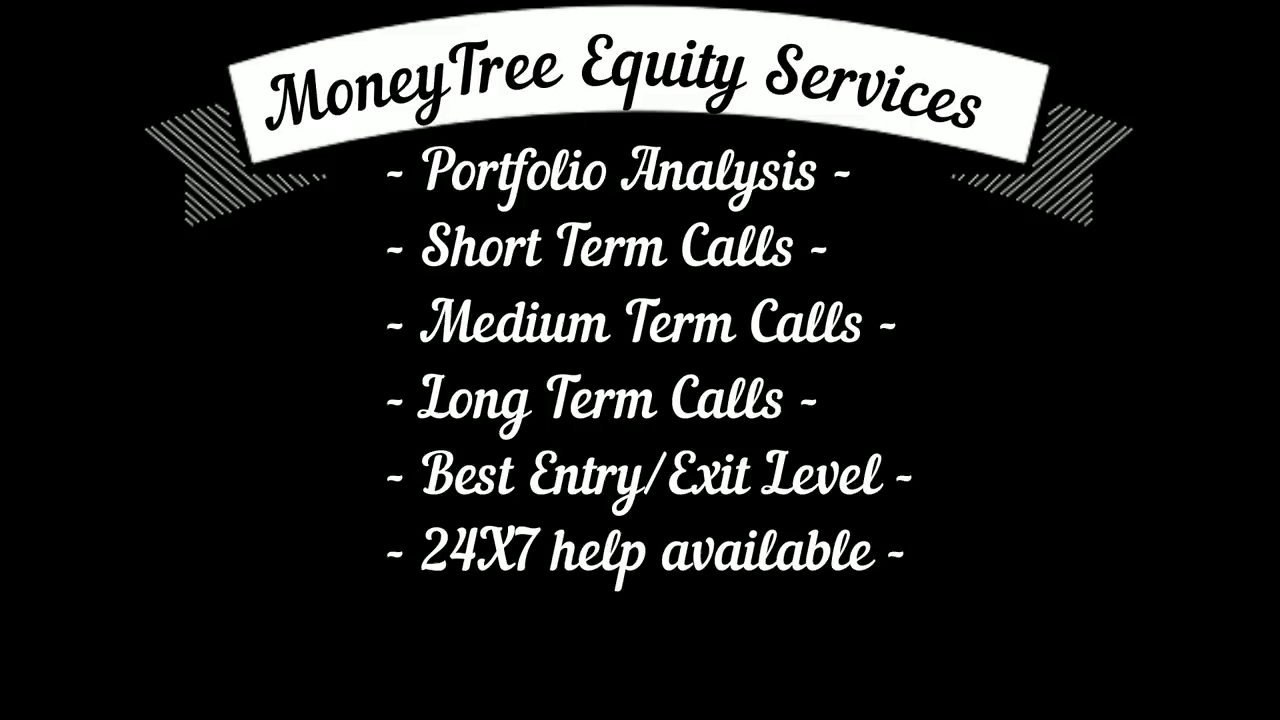 MoneyTree Equity Services
- Portfolio Analysis -
- Short Term Calls -
- Medium Term Calls -
- Long Term Calls -
- Best Entry/Exit Level -
- 24X7 help available -